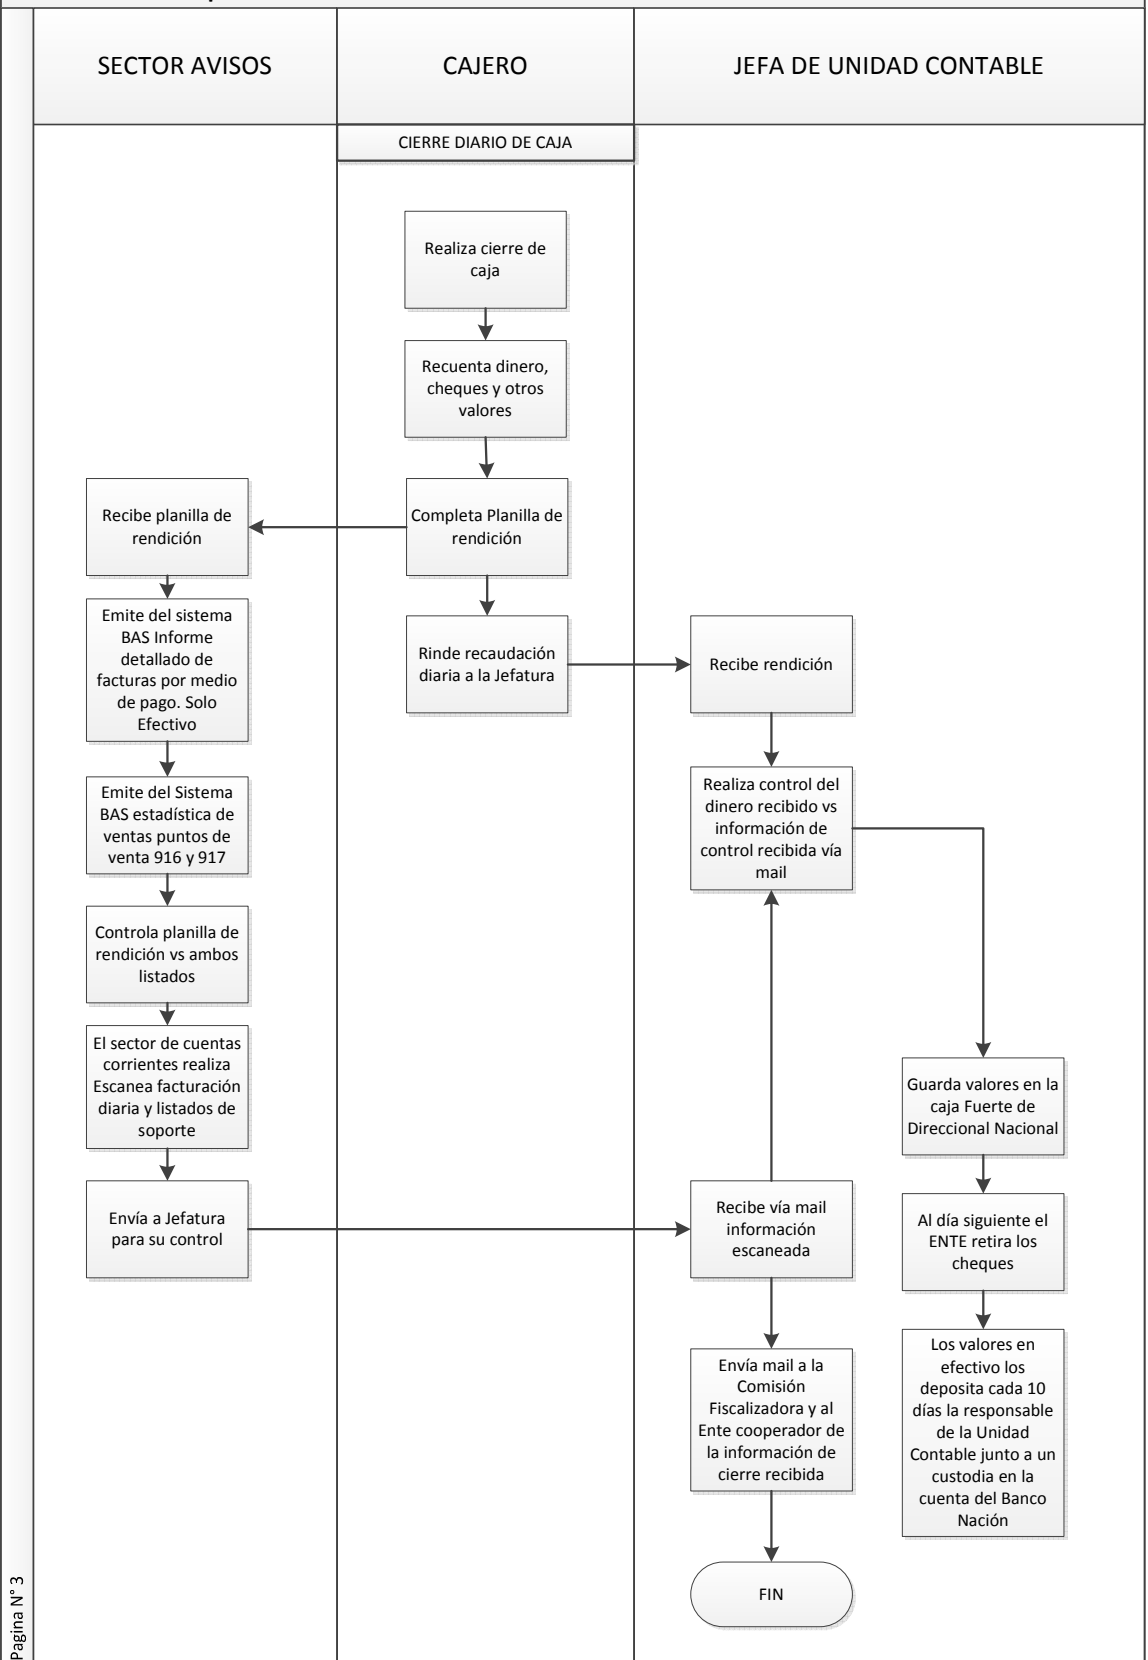 SECTOR AVISOS
CAJERO
JEFA DE UNIDAD CONTABLE
CIERRE DIARIO DE CAJA
Realiza cierre de
caja
Recuenta dinero,
cheques y otros
valores
Completa Planilla de
rendición
Recibe planilla de
rendición
Emite del sistema
BAS Informe
detallado de
facturas por medio
de pago. Solo
Efectivo
Rinde recaudación
diaria a la Jefatura
Recibe rendición
Emite del Sistema
BAS estadística de
ventas puntos de
venta 916 y 917
Realiza control del
dinero recibido vs
información de
control recibida vía
mail
Controla planilla de
rendición vs ambos
listados
El sector de cuentas
corrientes realiza
Escanea facturación
diaria y listados de
soporte
Guarda valores en la
caja Fuerte de
Direccional Nacional
Envía a Jefatura
para su control
Recibe vía mail
información
escaneada
Al día siguiente el
ENTE retira los
cheques
Envía mail a la
Comisión
Fiscalizadora y al
Ente cooperador de
la información de
cierre recibida
Los valores en
efectivo los
deposita cada 10
días la responsable
de la Unidad
Contable junto a un
custodia en la
cuenta del Banco
Nación
FIN
Pagina N° 3